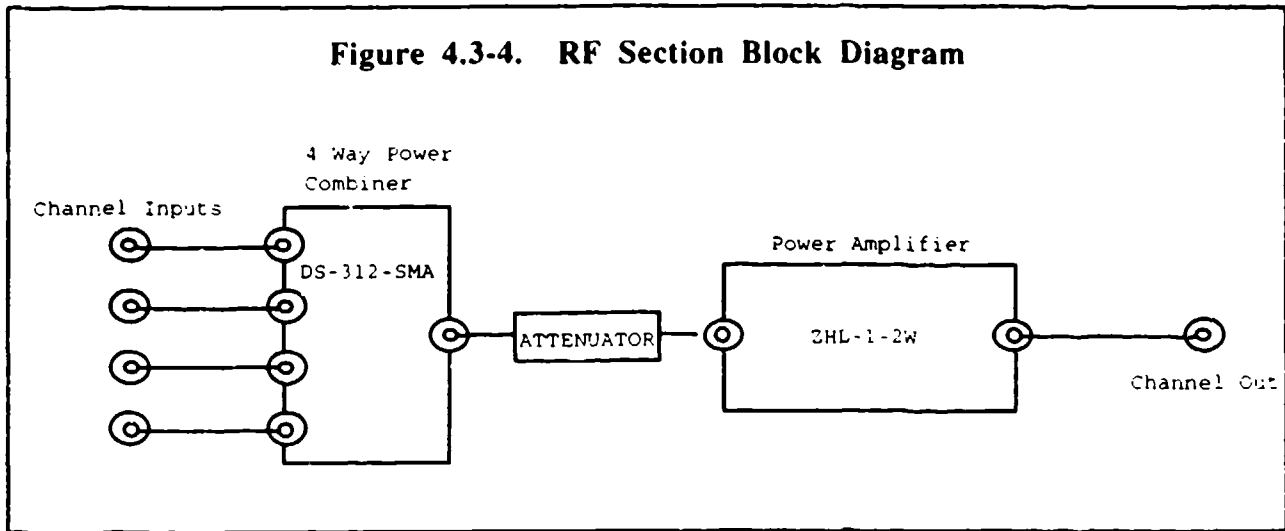 Figure 4.3-4. RF Section Block Diagram
4 Way Power
Combiner
Channel Inputs
DS-312-SMA
Power Amplifier
ATTENUATOR
ZHL-1-2W
Channel Out